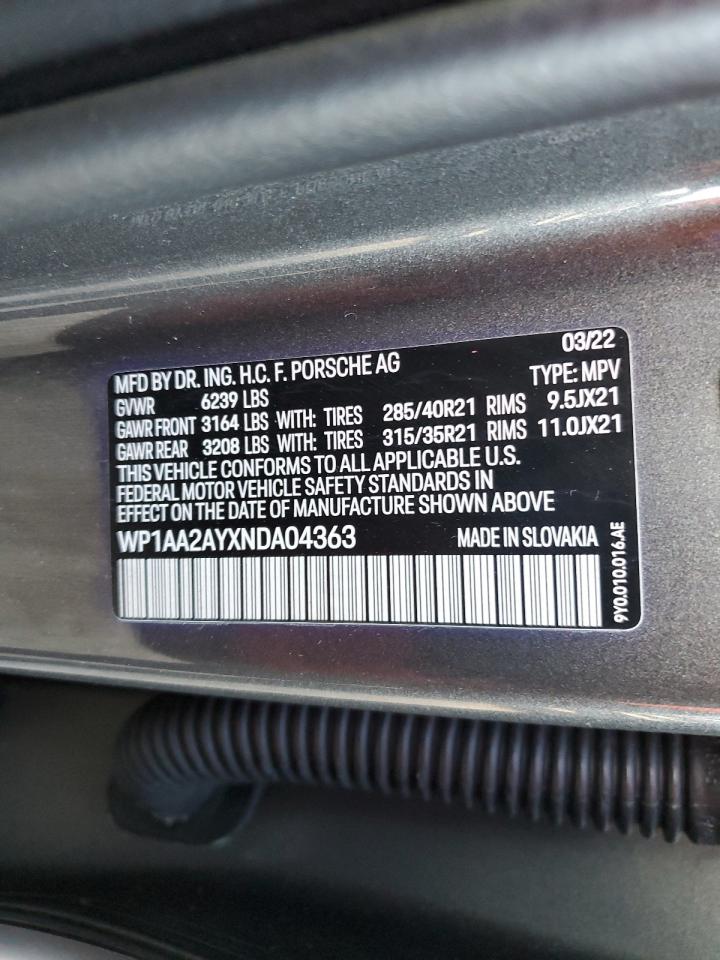 03/22
MFD BY DR. ING. H.C. F. PORSCHE AG TYPE: MPV
GVWR 6239 LBS
GAWR FRONT 3164 LBS WITH: TIRES 285/40R21 RIMS 9.5JX21
GAWR REAR 3208 LBS WITH: TIRES 315/35R21 RIMS 11.0JX21
THIS VEHICLE CONFORMS TO ALL APPLICABLE U.S.
FEDERAL MOTOR VEHICLE SAFETY STANDARDS IN
EFFECT ON THE DATE OF MANUFACTURE SHOWN ABOVE
WP1AA2AYXNDA04363 MADE IN SLOVAKIA
9Y0.010.016.AE